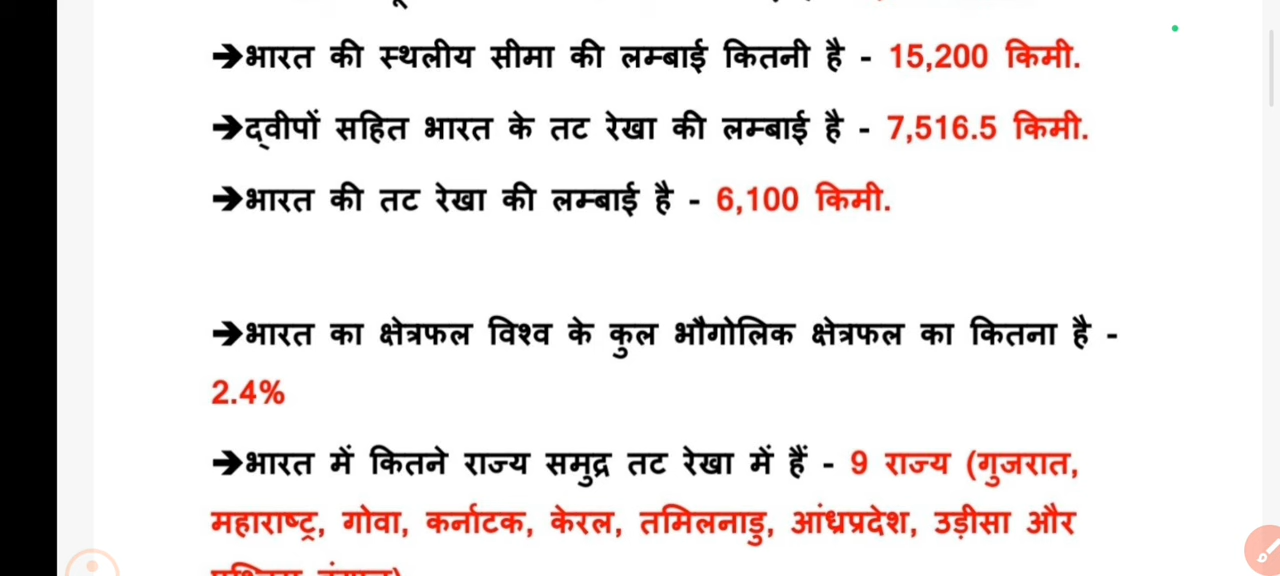 ➔भारत की स्थलीय सीमा की लम्बाई कितनी है - 15,200 किमी.
➔द्वीपों सहित भारत के तट रेखा की लम्बाई है - 7,516.5 किमी.
➔भारत की तट रेखा की लम्बाई है - 6,100 किमी.
➔भारत का क्षेत्रफल विश्व के कुल भौगोलिक क्षेत्रफल का कितना है -
2.4%
➔भारत में कितने राज्य समुद्र तट रेखा में हैं - 9 राज्य (गुजरात,
महाराष्ट्र, गोवा, कर्नाटक, केरल, तमिलनाडु, आंध्रप्रदेश, उड़ीसा और